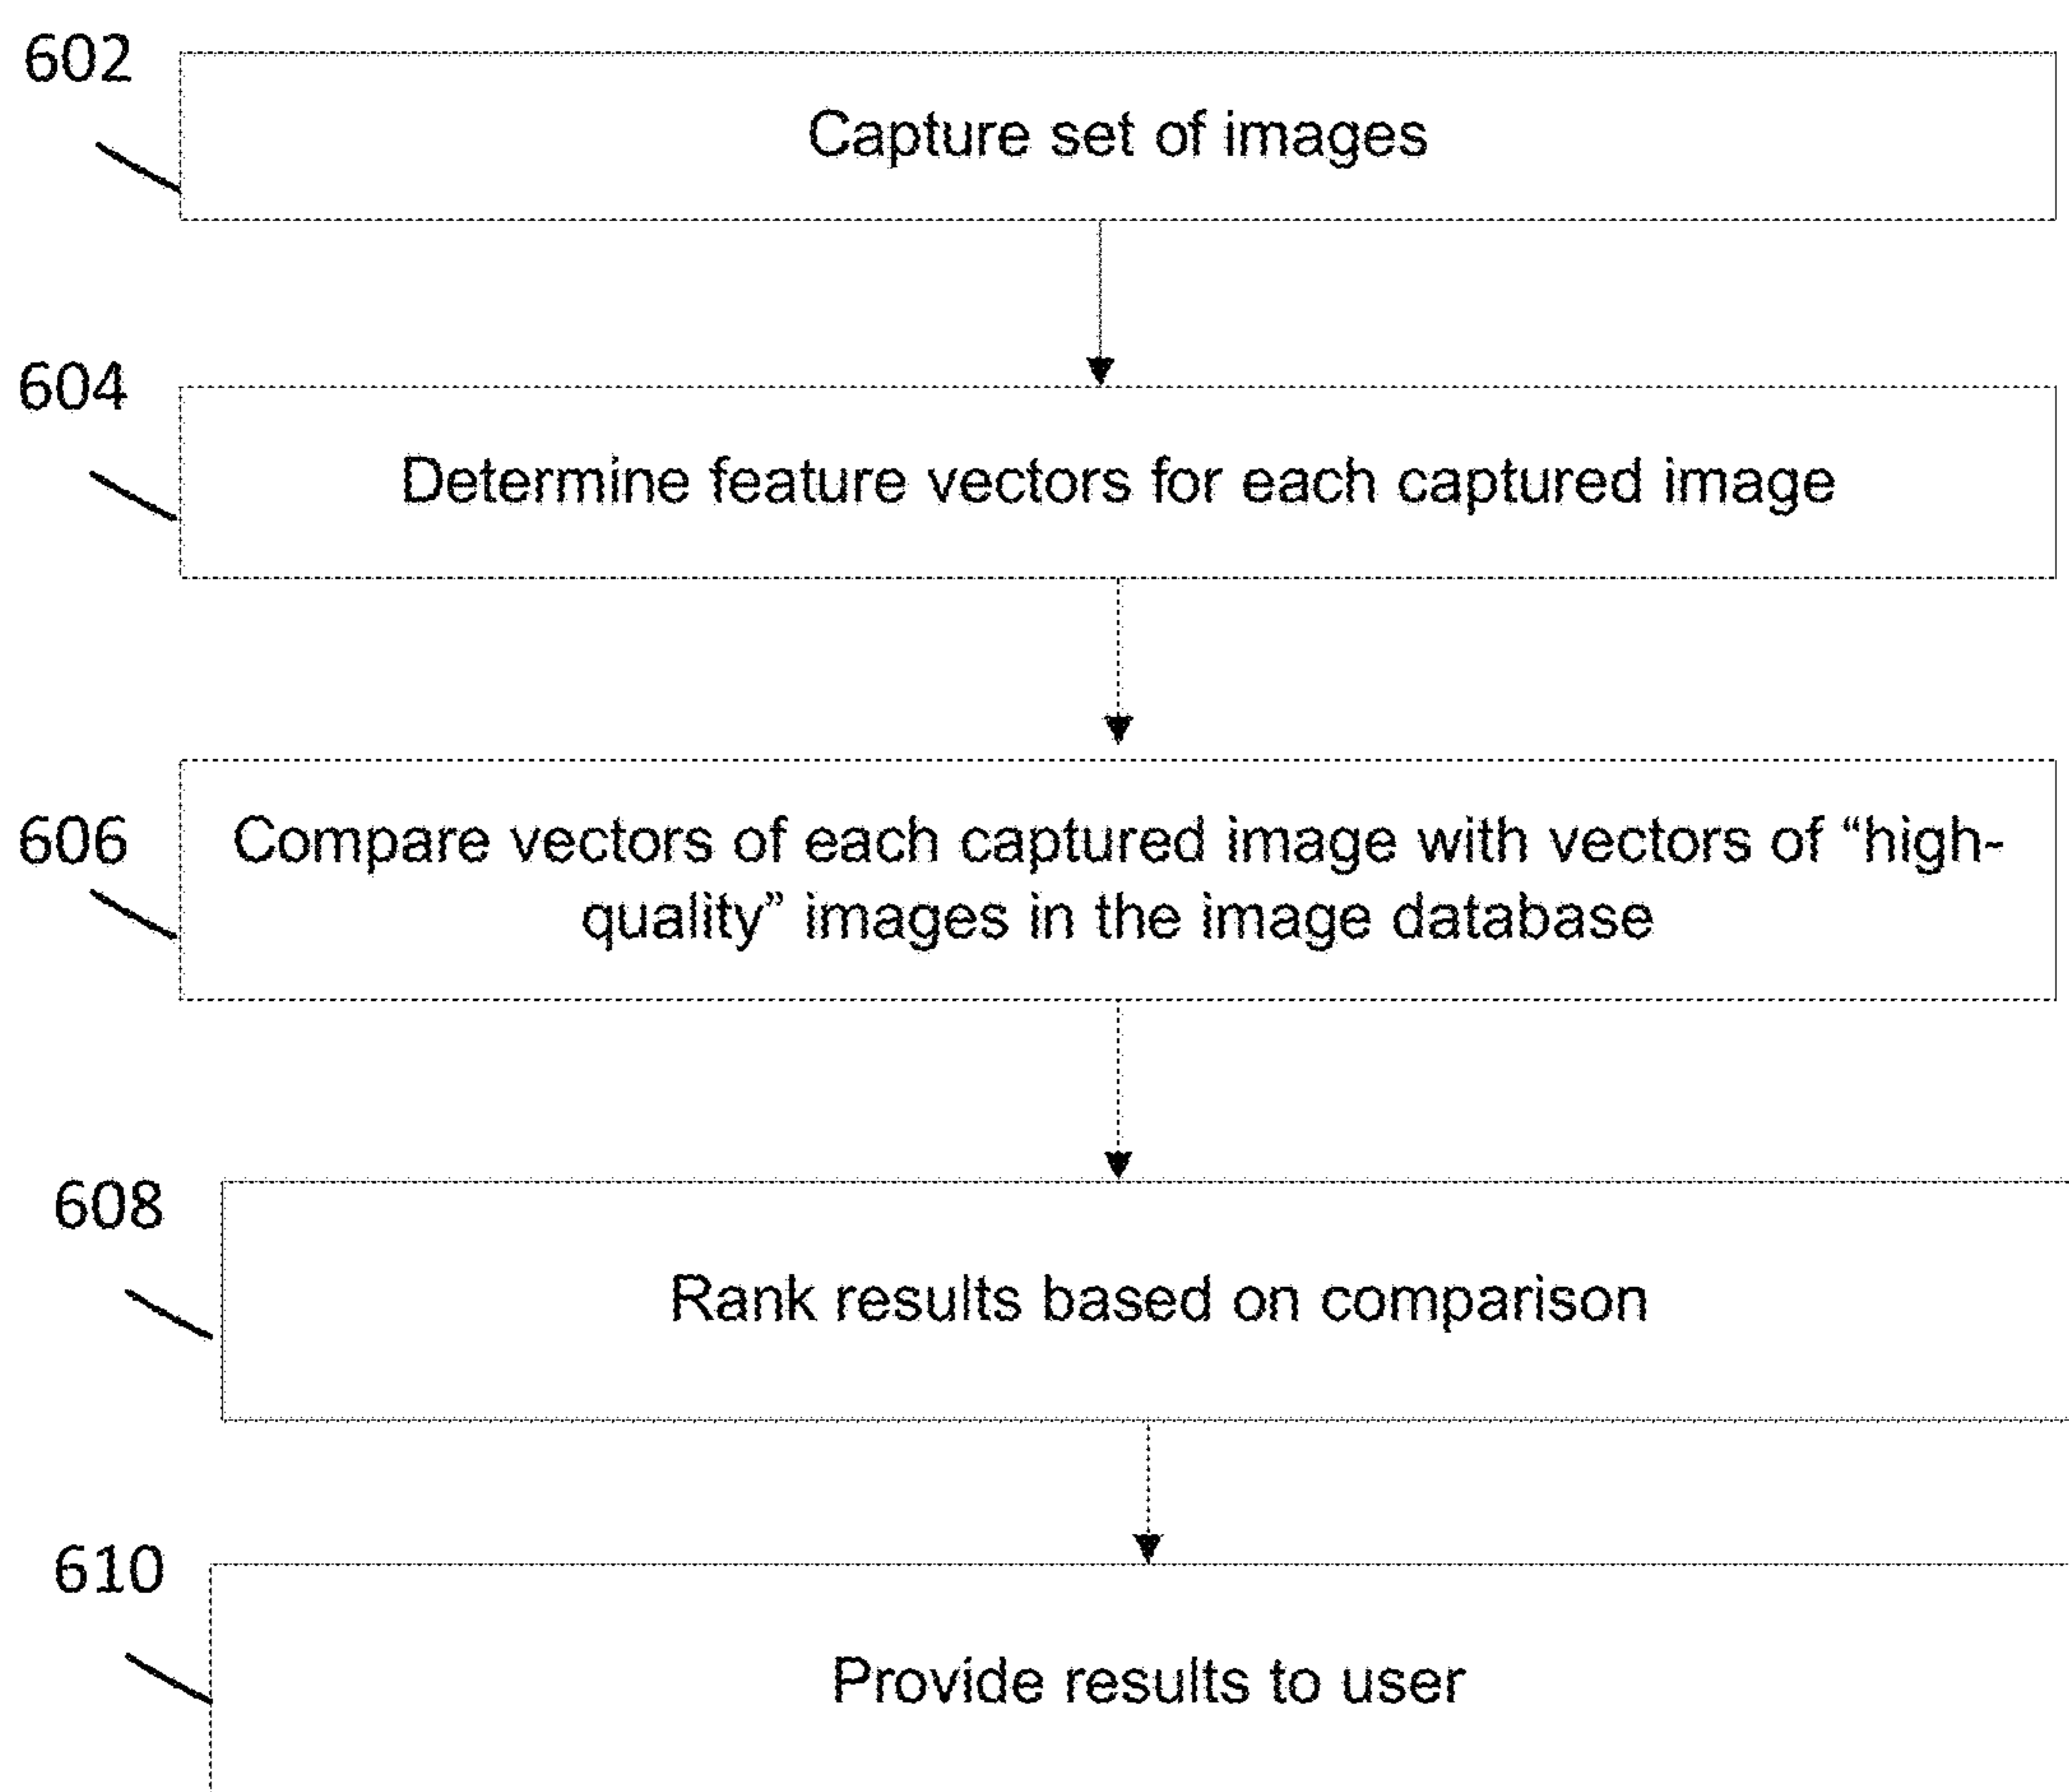 602
Capture set of images
604
Determine feature vectors for each captured image
606
Compare vectors of each captured image with vectors of “high-
quality” images in the image database
608
Rank results based on comparison
610
Provide results to user